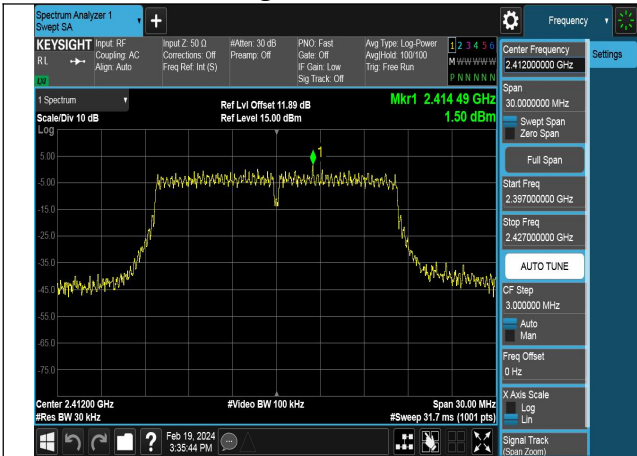 Spectrum Analyzer 1
Swept SA
Frequency
KEYSIGHT
RL
LXI
Input: RF
Coupling: AC
Align: Auto
Input Z: 50 Ω
Corrections: Off
Freq Ref: Int (S)
#Atten: 30 dB
Preamp: Off
PNO: Fast
Gate: Off
IF Gain: Low
Sig Track: Off
Avg Type: Log-Power
Avg|Hold: 100/100
Trig: Free Run
1 2 3 4 5 6
M W W W W W
P N N N N N
1 Spectrum
Scale/Div 10 dB
Log
Ref Lvl Offset 11.89 dB
Ref Level 15.00 dBm
Mkr1 2.414 49 GHz
1.50 dBm
1
5.00
-5.00
-15.0
-25.0
-35.0
-45.0
-55.0
-65.0
-75.0
Center 2.41200 GHz
#Res BW 30 kHz
#Video BW 100 kHz
Span 30.00 MHz
#Sweep 31.7 ms (1001 pts)
Center Frequency
2.412000000 GHz
Settings
Span
30.0000000 MHz
Swept Span
Zero Span
Full Span
Start Freq
2.397000000 GHz
Stop Freq
2.427000000 GHz
AUTO TUNE
CF Step
3.000000 MHz
Auto
Man
Freq Offset
0 Hz
X Axis Scale
Log
Lin
Signal Track
(Span Zoom)
?
Feb 19, 2024
3:35:44 PM